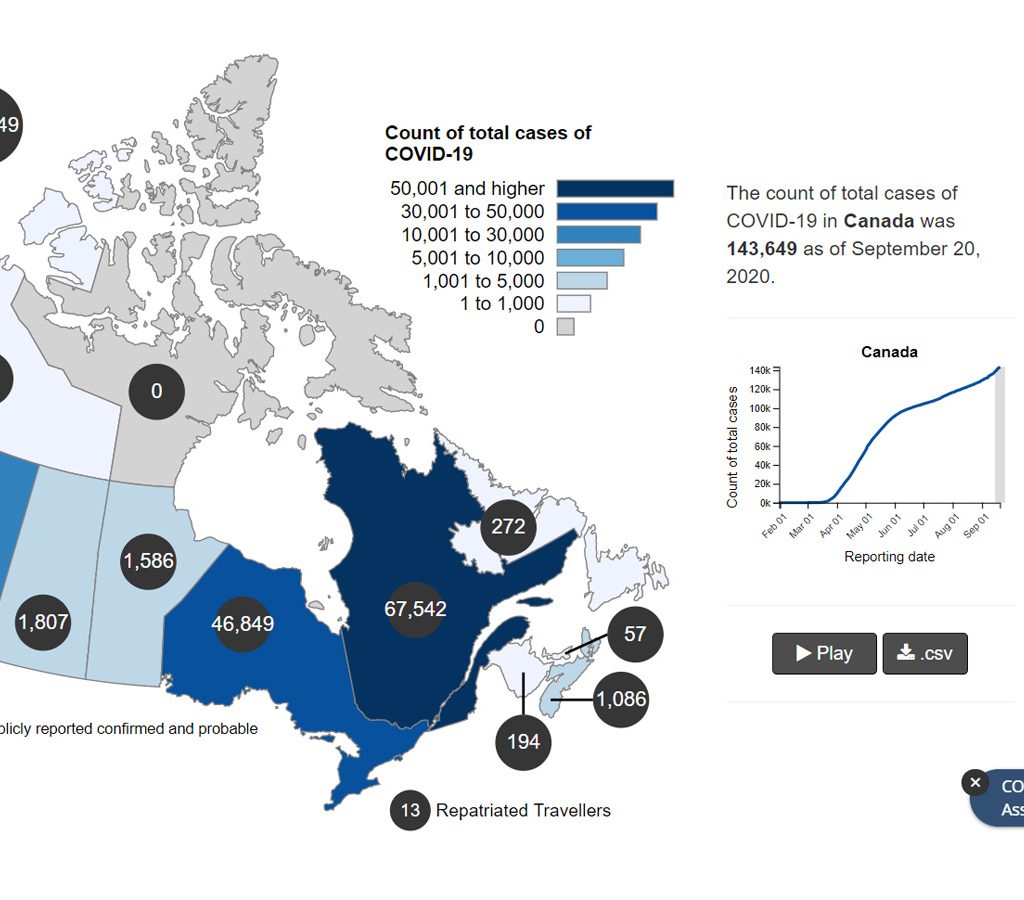 49
Count of total cases of
COVID-19
50,001 and higher
30,001 to 50,000
10,001 to 30,000
5,001 to 10,000
1,001 to 5,000
1 to 1,000
0
The count of total cases of
COVID-19 in Canada was
143,649 as of September 20,
2020.
Canada
Count of total cases
140k
120k
100k
80k
60k
40k
20k
0k
Feb 01
Mar 01
Apr 01
May 01
Jun 01
Jul 01
Aug 01
Sep 01
Reporting date
0
272
1,586
1,807
46,849
67,542
57
1,086
194
Play
.csv
plicly reported confirmed and probable
13 Repatriated Travellers
CO
Ass